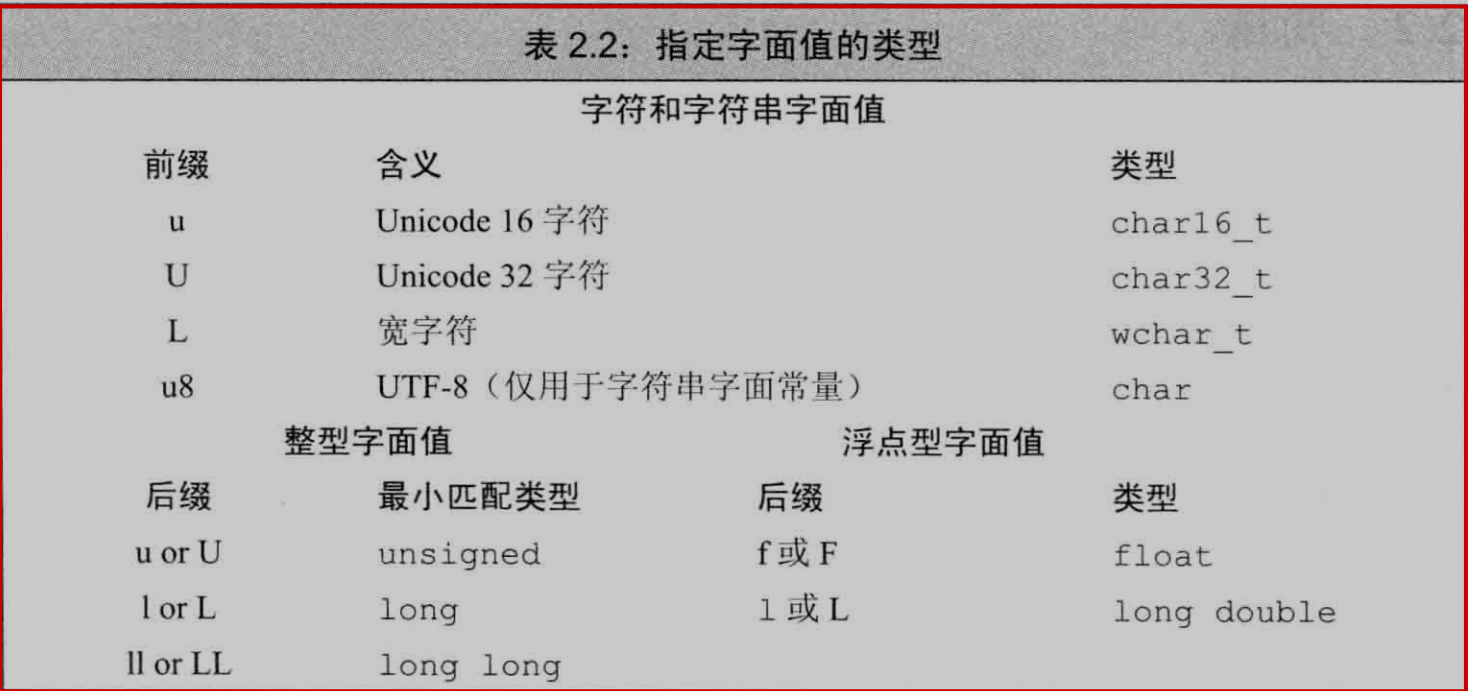 表 2.2：指定字面值的类型
字符和字符串字面值
前缀 含义 类型
u Unicode 16 字符 char16_t
U Unicode 32 字符 char32_t
L 宽字符 wchar_t
u8 UTF-8（仅用于字符串字面常量） char
整型字面值 浮点型字面值
后缀 最小匹配类型 后缀 类型
u or U unsigned f或 F float
l or L long l 或 L long double
ll or LL long long